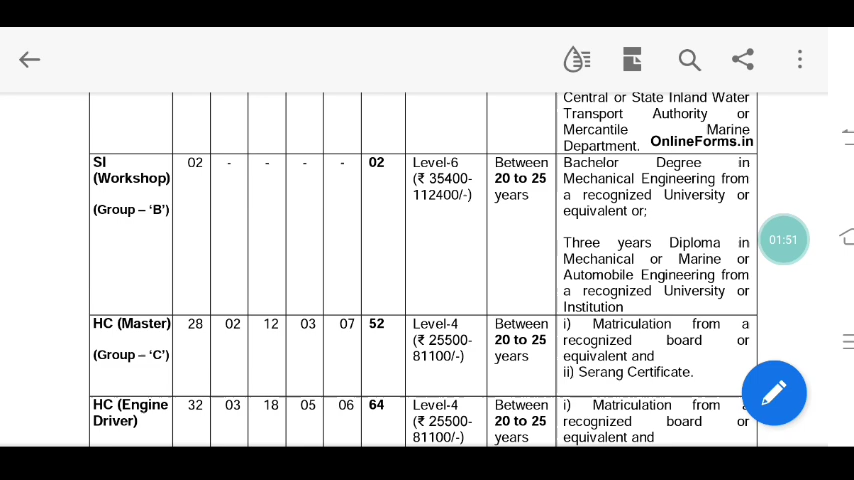 Central or State Inland Water
Transport Authority or
Mercantile Marine
Department.
OnlineForms.in
SI (Workshop) (Group – 'B')
02 - - - - 02
Level-6 (₹ 35400-112400/-)
Between 20 to 25 years
Bachelor Degree in
Mechanical Engineering from
a recognized University or
equivalent or;
Three years Diploma in
Mechanical or Marine or
Automobile Engineering from
a recognized University or
Institution
01:51
HC (Master) (Group – 'C')
28 02 12 03 07 52
Level-4 (₹ 25500-81100/-)
Between 20 to 25 years
i) Matriculation from a
recognized board or
equivalent and
ii) Serang Certificate.
HC (Engine Driver)
32 03 18 05 06 64
Level-4 (₹ 25500-81100/-)
Between 20 to 25 years
i) Matriculation from a
recognized board or
equivalent and